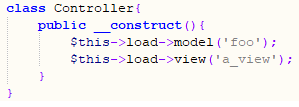 class Controller{
public __construct(){
$this->load->model('foo');
$this->load->view('a_view');
}
}